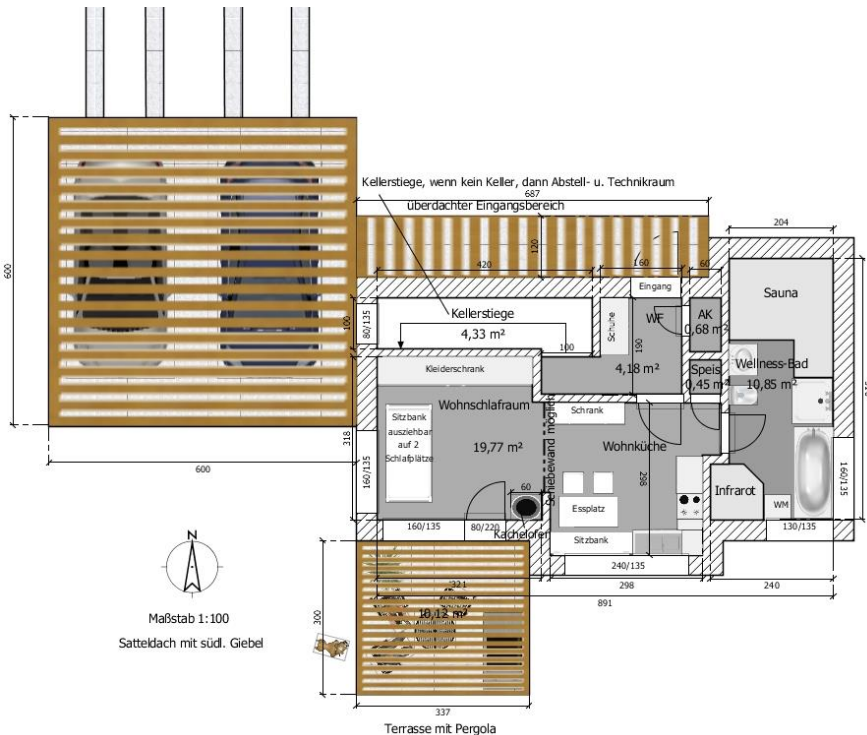 Kellerstiege, wenn kein Keller, dann Abstell- u. Technikraum
687
überdachter Eingangsbereich
204
120
420
160
60
600
Eingang
Sauna
Kellerstiege
WF
AK
0,68 m²
100
80/135
4,33 m²
Schuhe
190
100
4,18 m²
Speis
0,45 m²
Wellness-Bad
10,85 m²
Kleiderschrank
Wohnschlafraum
Schrank
318
Sitzbank
ausziehbar
auf 2
Schlafplätze
19,77 m²
Schiebewand möglich
Wohnküche
298
600
160/135
60
Essplatz
Infrarot
WM
160/135
Kachelofen
160/135
80/220
Sitzbank
130/135
240/135
N
321
298
240
891
300
10,12 m²
Maßstab 1:100
Satteldach mit südl. Giebel
337
Terrasse mit Pergola